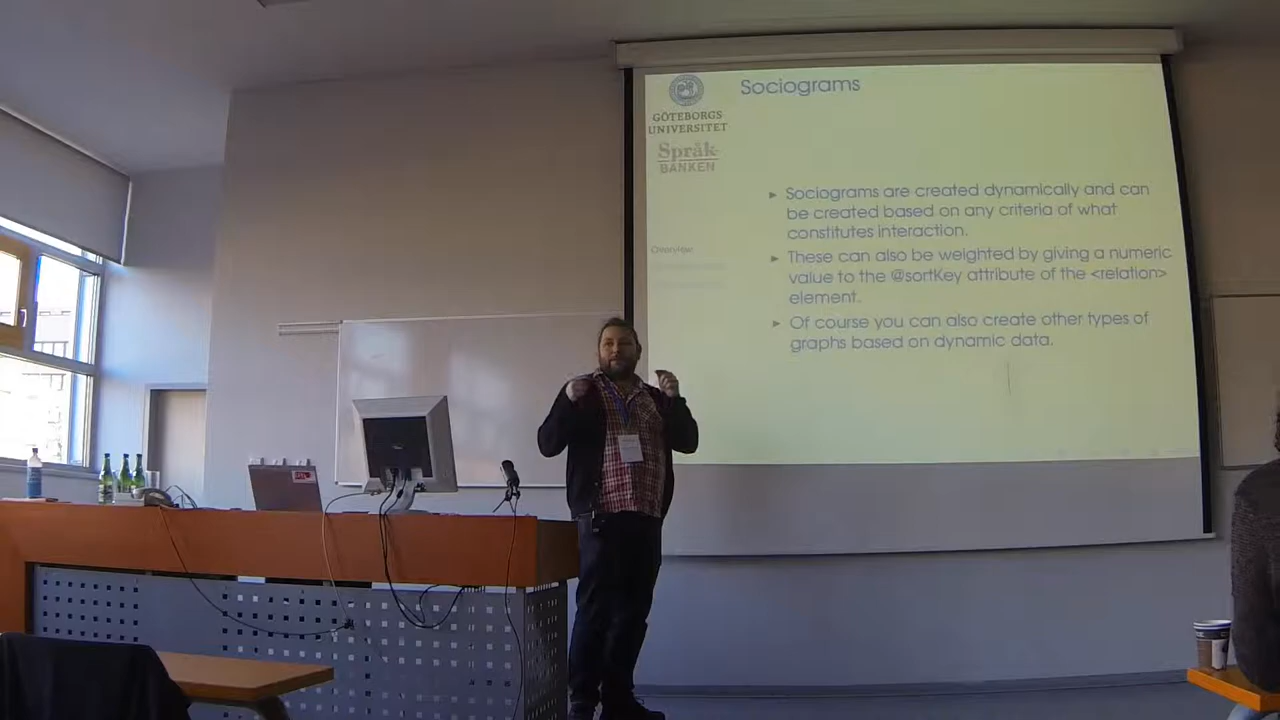 Sociograms
GÖTEBORGS
UNIVERSITET
Språk
BANKEN
Overview
► Sociograms are created dynamically and can
be created based on any criteria of what
constitutes interaction.
► These can also be weighted by giving a numeric
value to the @sortKey attribute of the <relation>
element.
► Of course you can also create other types of
graphs based on dynamic data.